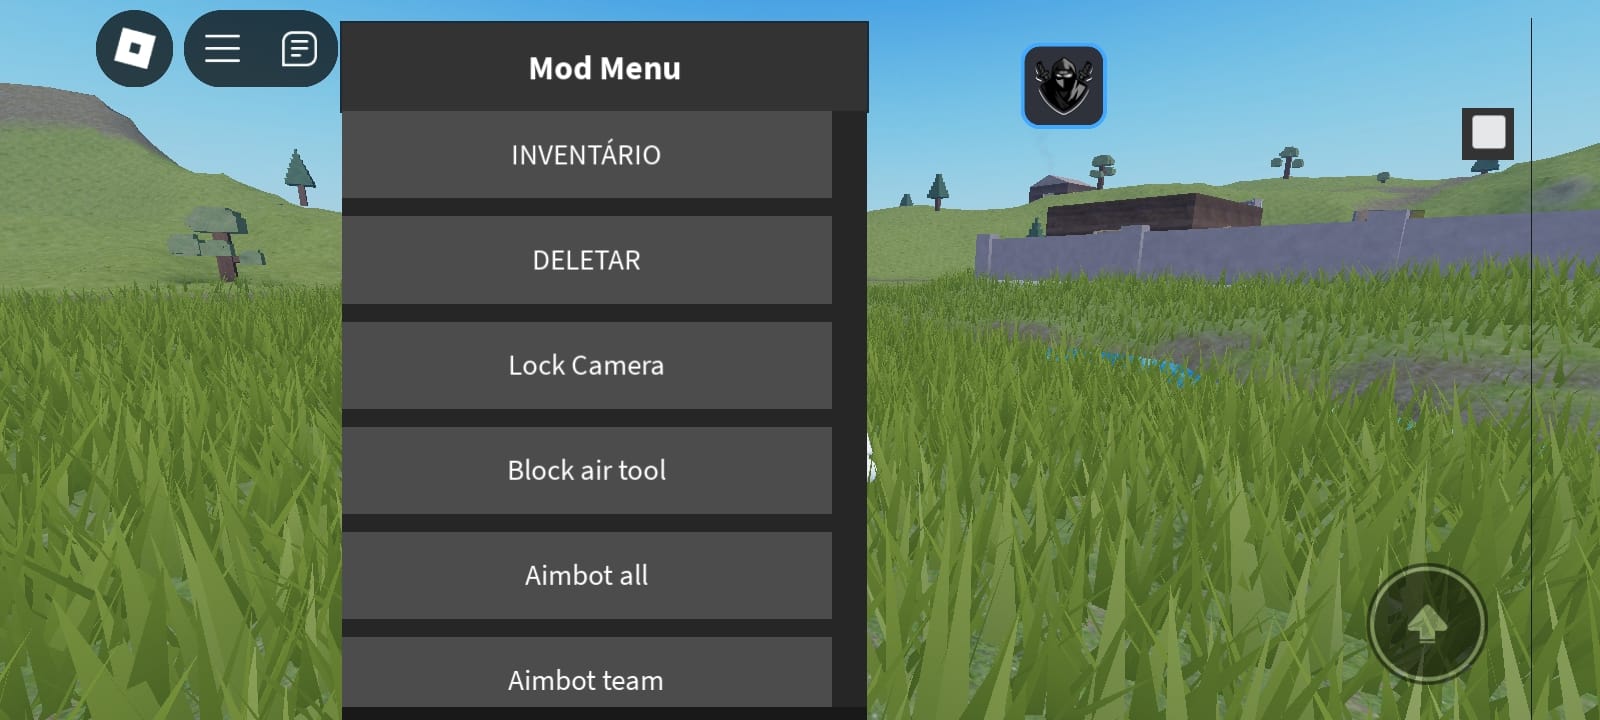 Mod Menu
INVENTÁRIO
DELETAR
Lock Camera
Block air tool
Aimbot all
Aimbot team